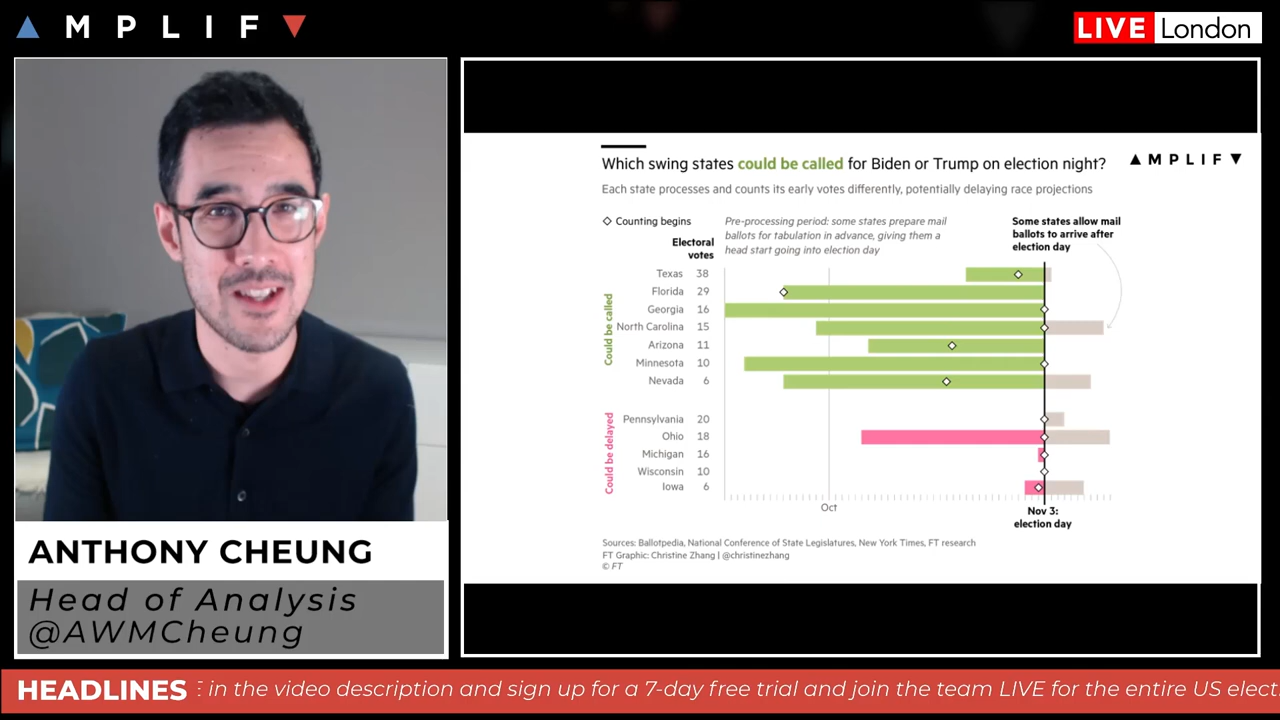 ▲ M P L I F ▼
LIVE London
Which swing states could be called for Biden or Trump on election night?
▲ M P L I F ▼
Each state processes and counts its early votes differently, potentially delaying race projections
◇ Counting begins
Pre-processing period: some states prepare mail
ballots for tabulation in advance, giving them a
head start going into election day
Some states allow mail
ballots to arrive after
election day
Electoral
votes
Could be called
Texas 38
Florida 29
Georgia 16
North Carolina 15
Arizona 11
Minnesota 10
Nevada 6
Could be delayed
Pennsylvania 20
Ohio 18
Michigan 16
Wisconsin 10
Iowa 6
Oct
Nov 3:
election day
Sources: Ballotpedia, National Conference of State Legislatures, New York Times, FT research
FT Graphic: Christine Zhang | @christinezhang
© FT
ANTHONY CHEUNG
Head of Analysis
@AWMCheung
HEADLINES in the video description and sign up for a 7-day free trial and join the team LIVE for the entire US elect